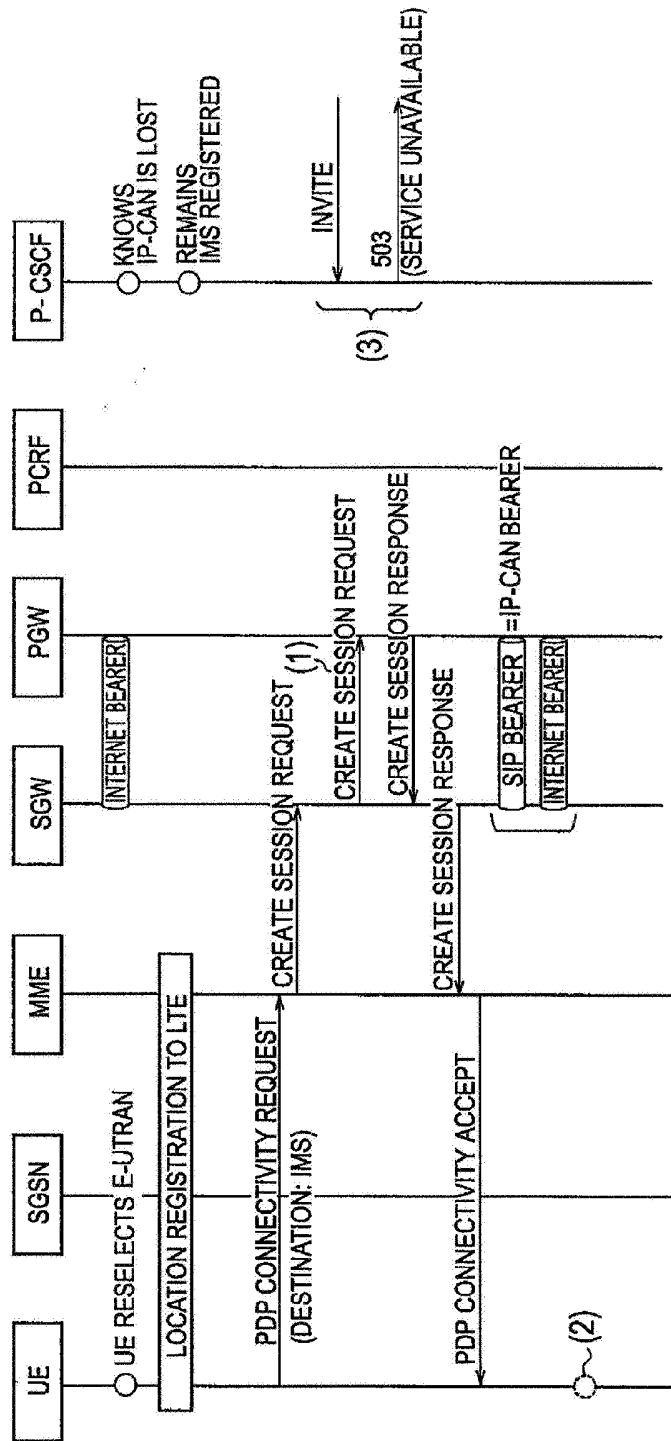 UE
SGSN
MME
SGW
PGW
PCRF
P-CSCF
UE RESELECTS E-UTRAN
INTERNET BEARER
KNOWS
IP-CAN IS LOST
LOCATION REGISTRATION TO LTE
REMAINS
IMS REGISTERED
PDP CONNECTIVITY REQUEST
(DESTINATION: IMS)
CREATE SESSION REQUEST
(1)
CREATE SESSION REQUEST
INVITE
(3)
CREATE SESSION RESPONSE
503
(SERVICE UNAVAILABLE)
CREATE SESSION RESPONSE
PDP CONNECTIVITY ACCEPT
SIP BEARER
=IP-CAN BEARER
INTERNET BEARER
(2)